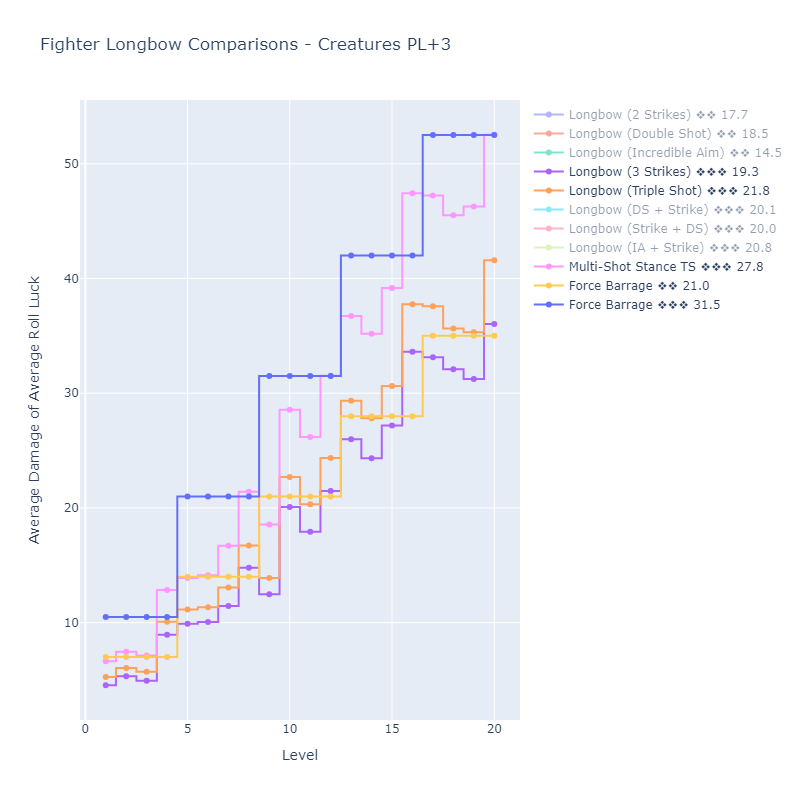 Fighter Longbow Comparisons - Creatures PL+3
Longbow (2 Strikes) ❖❖ 17.7
Longbow (Double Shot) ❖❖ 18.5
Longbow (Incredible Aim) ❖❖ 14.5
Longbow (3 Strikes) ❖❖❖ 19.3
Longbow (Triple Shot) ❖❖❖ 21.8
Longbow (DS + Strike) ❖❖❖ 20.1
Longbow (Strike + DS) ❖❖❖ 20.0
Longbow (IA + Strike) ❖❖❖ 20.8
Multi-Shot Stance TS ❖❖❖ 27.8
Force Barrage ❖❖ 21.0
Force Barrage ❖❖❖ 31.5
Average Damage of Average Roll Luck
50
40
30
20
10
0 5 10 15 20
Level